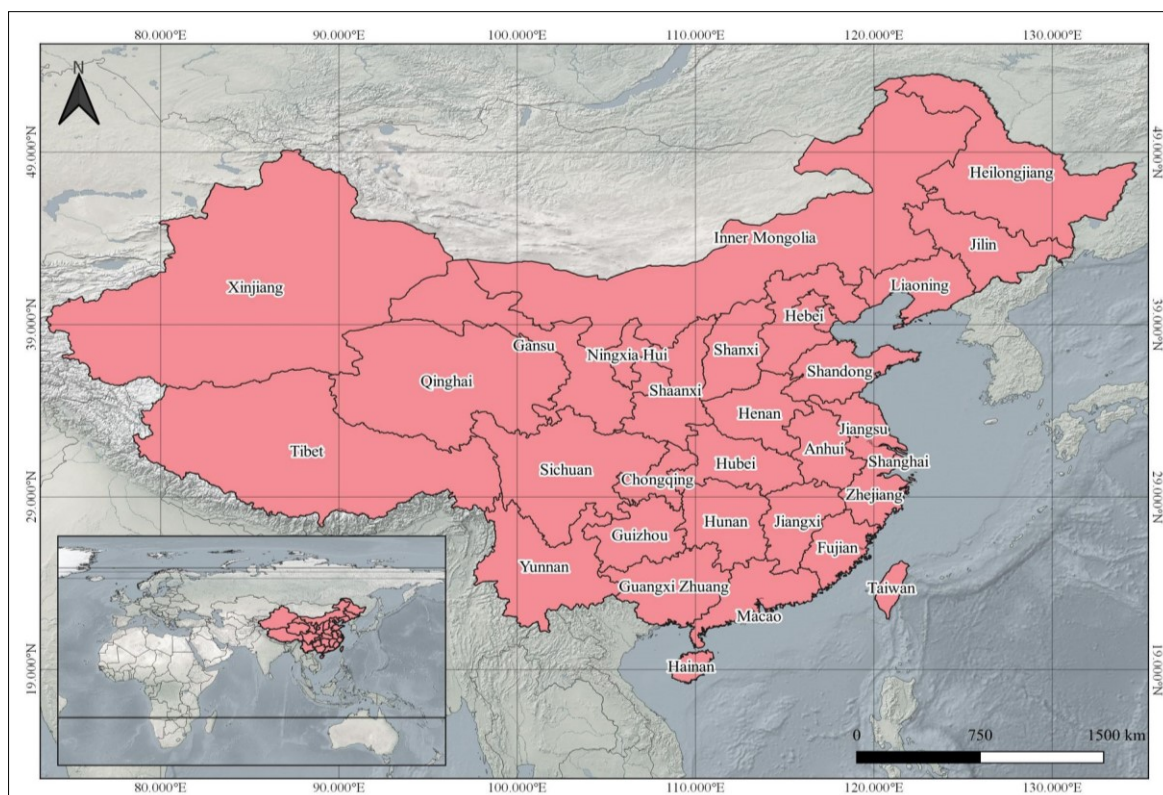 80.000°E 90.000°E 100.000°E 110.000°E 120.000°E 130.000°E
N
49.000°N
49.000°N
Heilongjiang
Inner Mongolia
Jilin
Xinjiang
Liaoning
Hebei
39.000°N
39.000°N
Gansu
Ningxia Hui
Shanxi
Shandong
Qinghai
Shaanxi
Henan
Jiangsu
Tibet
Anhui
Sichuan
Hubei
Shanghai
Chongqing
Zhejiang
29.000°N
29.000°N
Guizhou
Hunan
Jiangxi
Fujian
Yunnan
Guangxi Zhuang
Taiwan
Macao
Hainan
19.000°N
19.000°N
0 750 1500 km
80.000°E 90.000°E 100.000°E 110.000°E 120.000°E 130.000°E